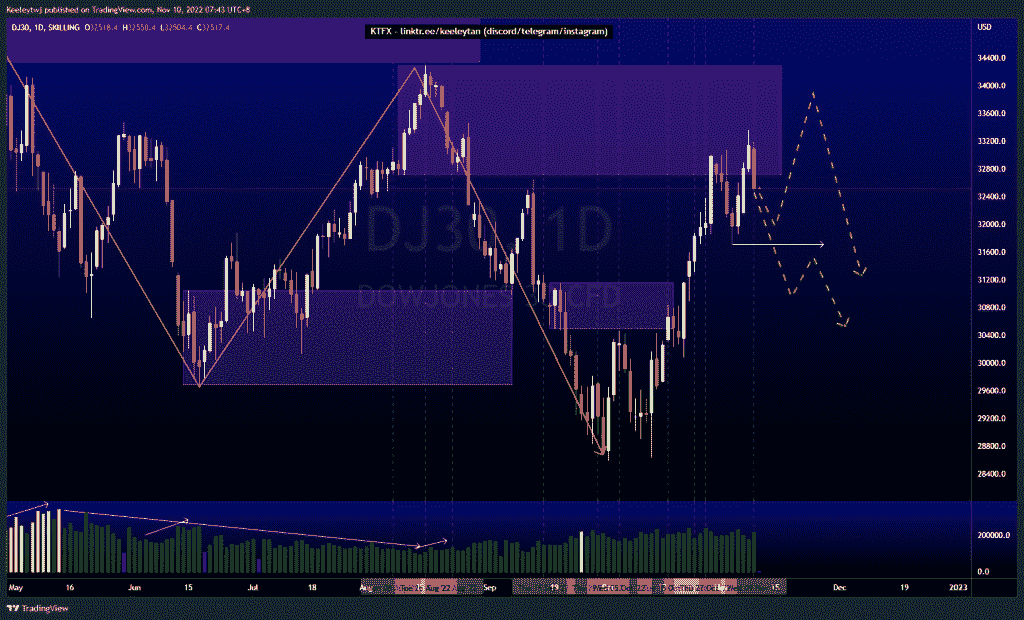 Keeleytwj published on TradingView.com, Nov 10, 2022 07:43 UTC+8
DJ30, 1D, SKILLING O32518.4 H32550.4 L32504.4 C32517.4
KTFX - linktr.ee/keeleytan (discord/telegram/instagram)
USD
34400.0
34000.0
33600.0
33200.0
32800.0
32400.0
32000.0
31600.0
31200.0
30800.0
30400.0
30000.0
29600.0
29200.0
28800.0
28400.0
DJ30, 1D
DOWJONES CFD
200000.0
0.0
May 16 Jun 15 Jul 18 Aug Aug 22 Sep 19 15 Dec 19 2023
TradingView